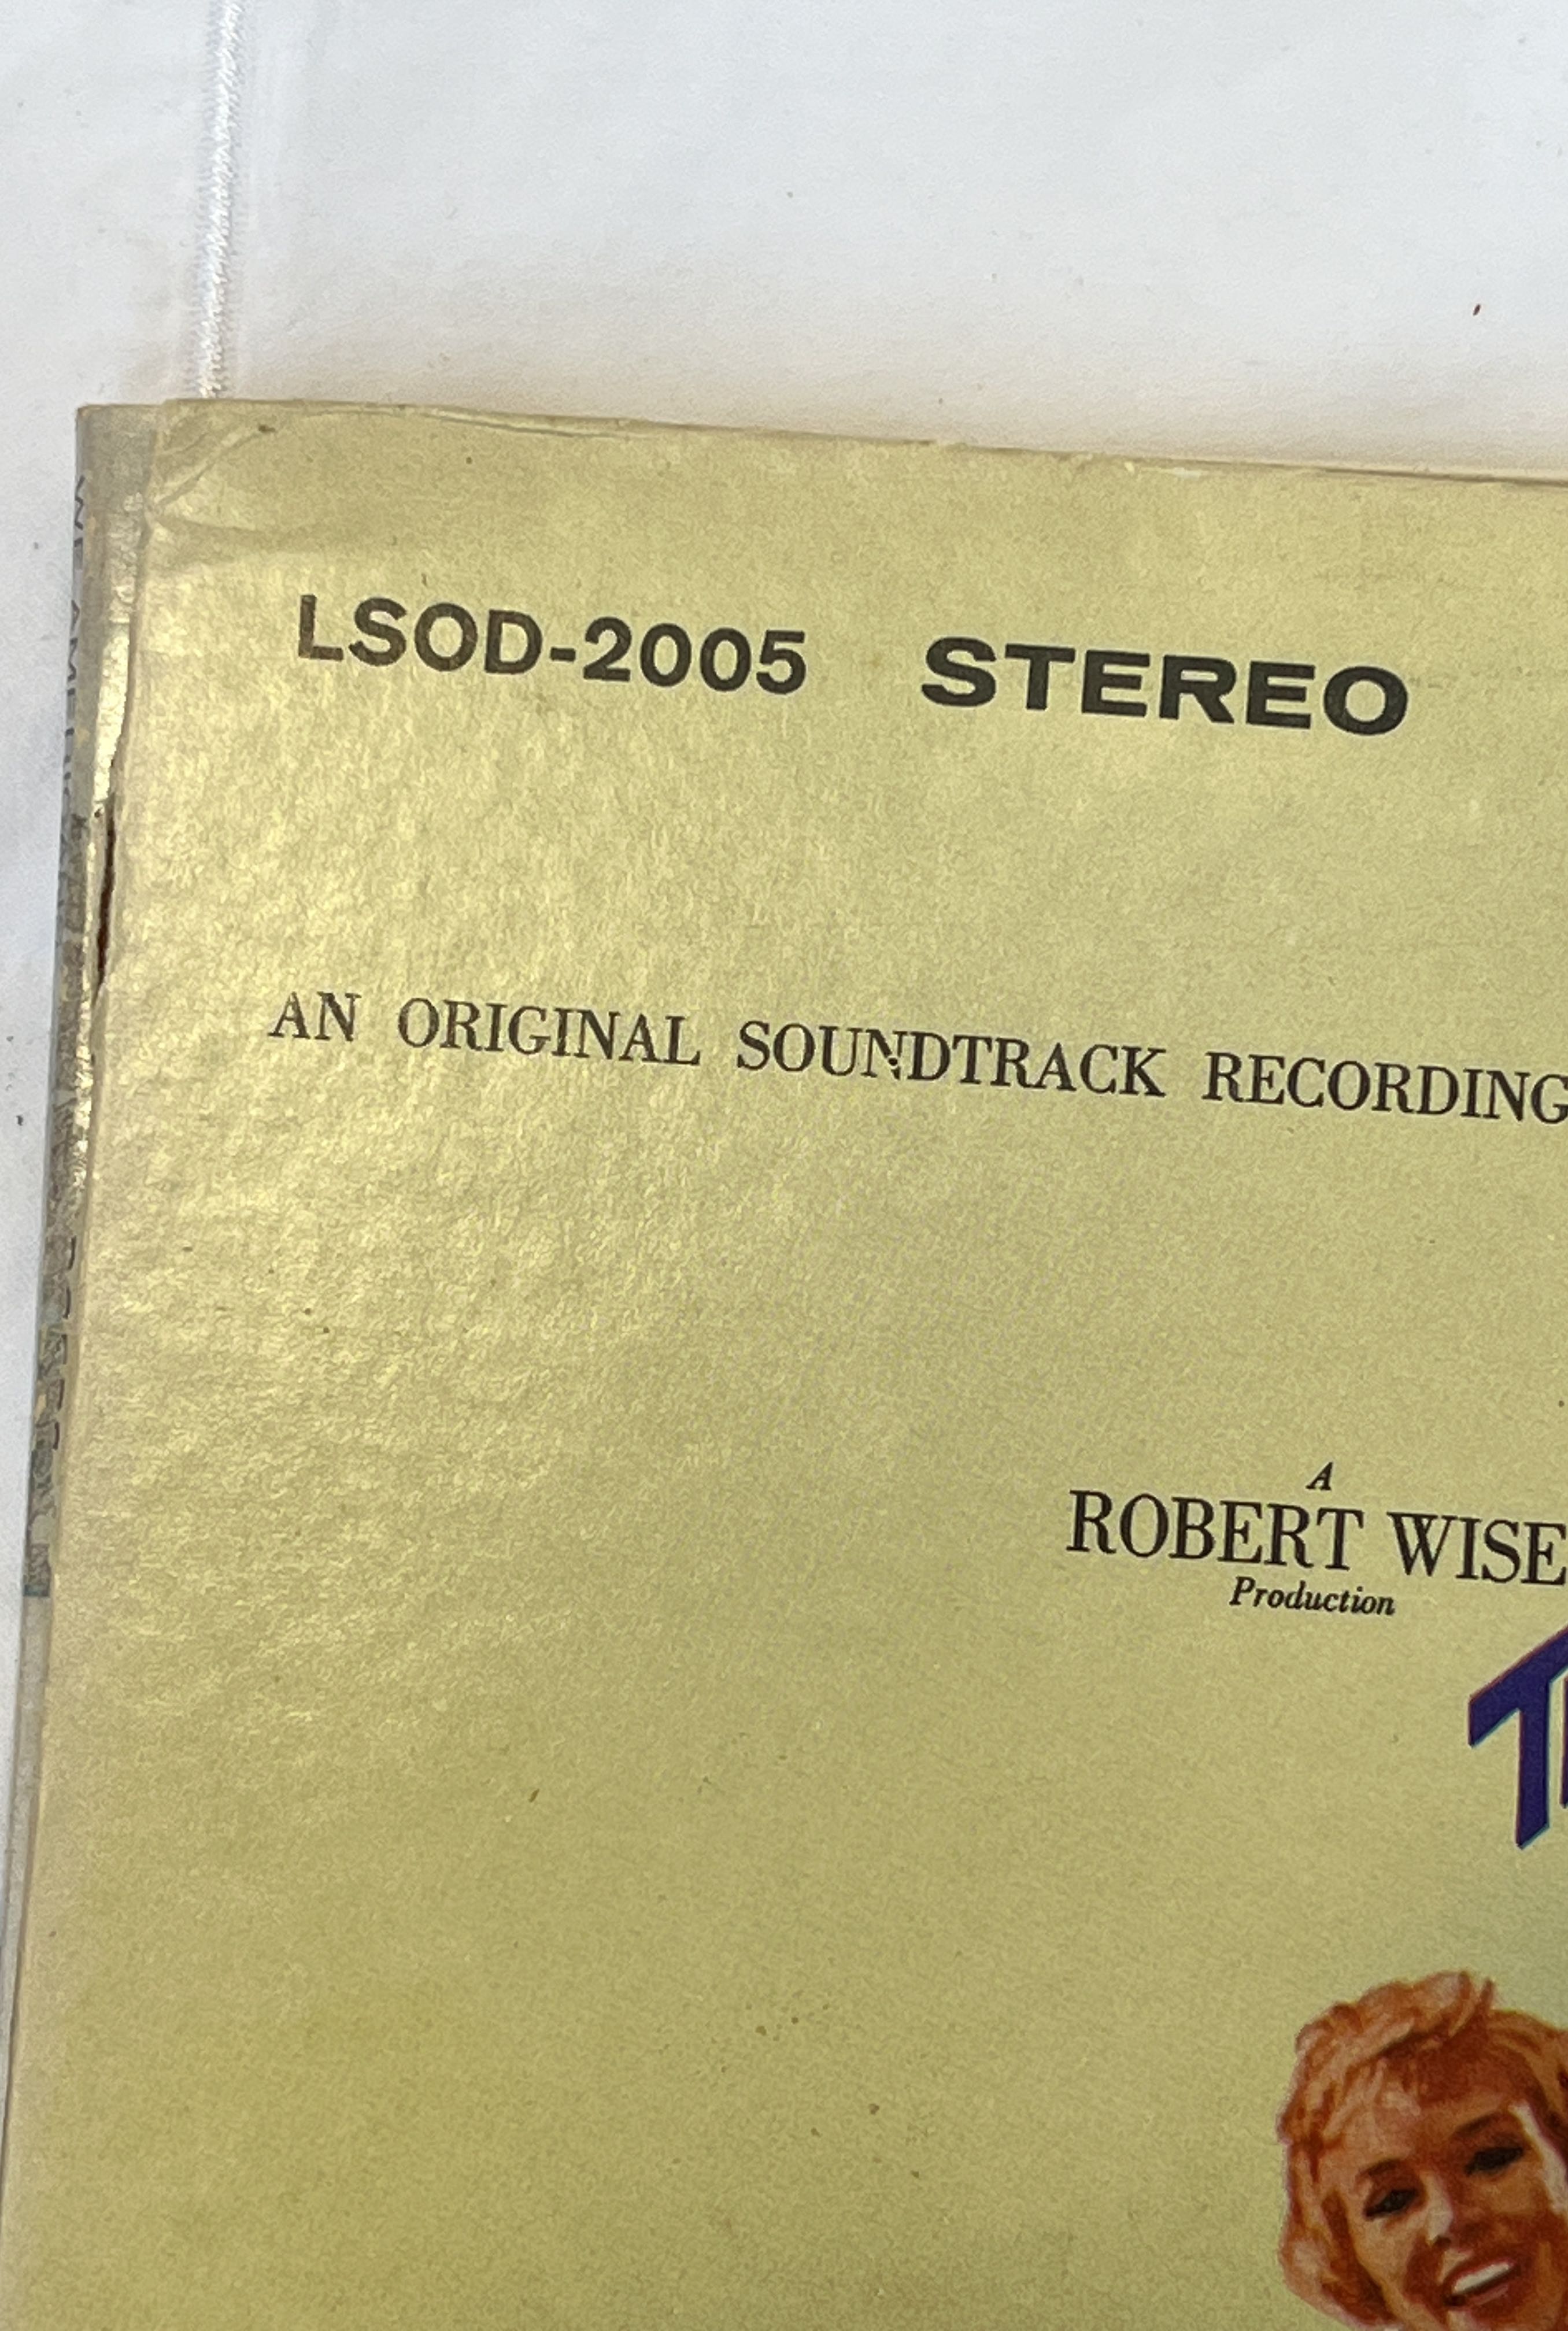 LSOD-2005 STEREO
AN ORIGINAL SOUNDTRACK RECORDING
A
ROBERT WISE
Production